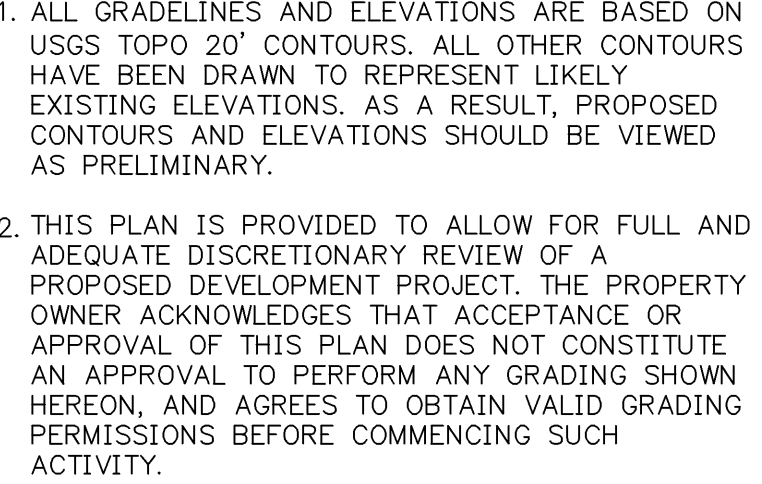 1. ALL GRADELINES AND ELEVATIONS ARE BASED ON
USGS TOPO 20' CONTOURS. ALL OTHER CONTOURS
HAVE BEEN DRAWN TO REPRESENT LIKELY
EXISTING ELEVATIONS. AS A RESULT, PROPOSED
CONTOURS AND ELEVATIONS SHOULD BE VIEWED
AS PRELIMINARY.
2. THIS PLAN IS PROVIDED TO ALLOW FOR FULL AND
ADEQUATE DISCRETIONARY REVIEW OF A
PROPOSED DEVELOPMENT PROJECT. THE PROPERTY
OWNER ACKNOWLEDGES THAT ACCEPTANCE OR
APPROVAL OF THIS PLAN DOES NOT CONSTITUTE
AN APPROVAL TO PERFORM ANY GRADING SHOWN
HEREON, AND AGREES TO OBTAIN VALID GRADING
PERMISSIONS BEFORE COMMENCING SUCH
ACTIVITY.